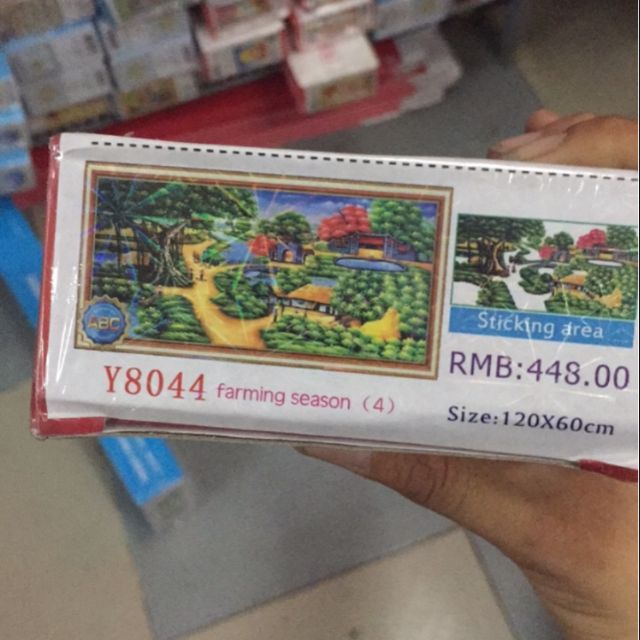 ABC
Sticking area
RMB:448.00
Y8044 farming season (4)
Size:120X60cm